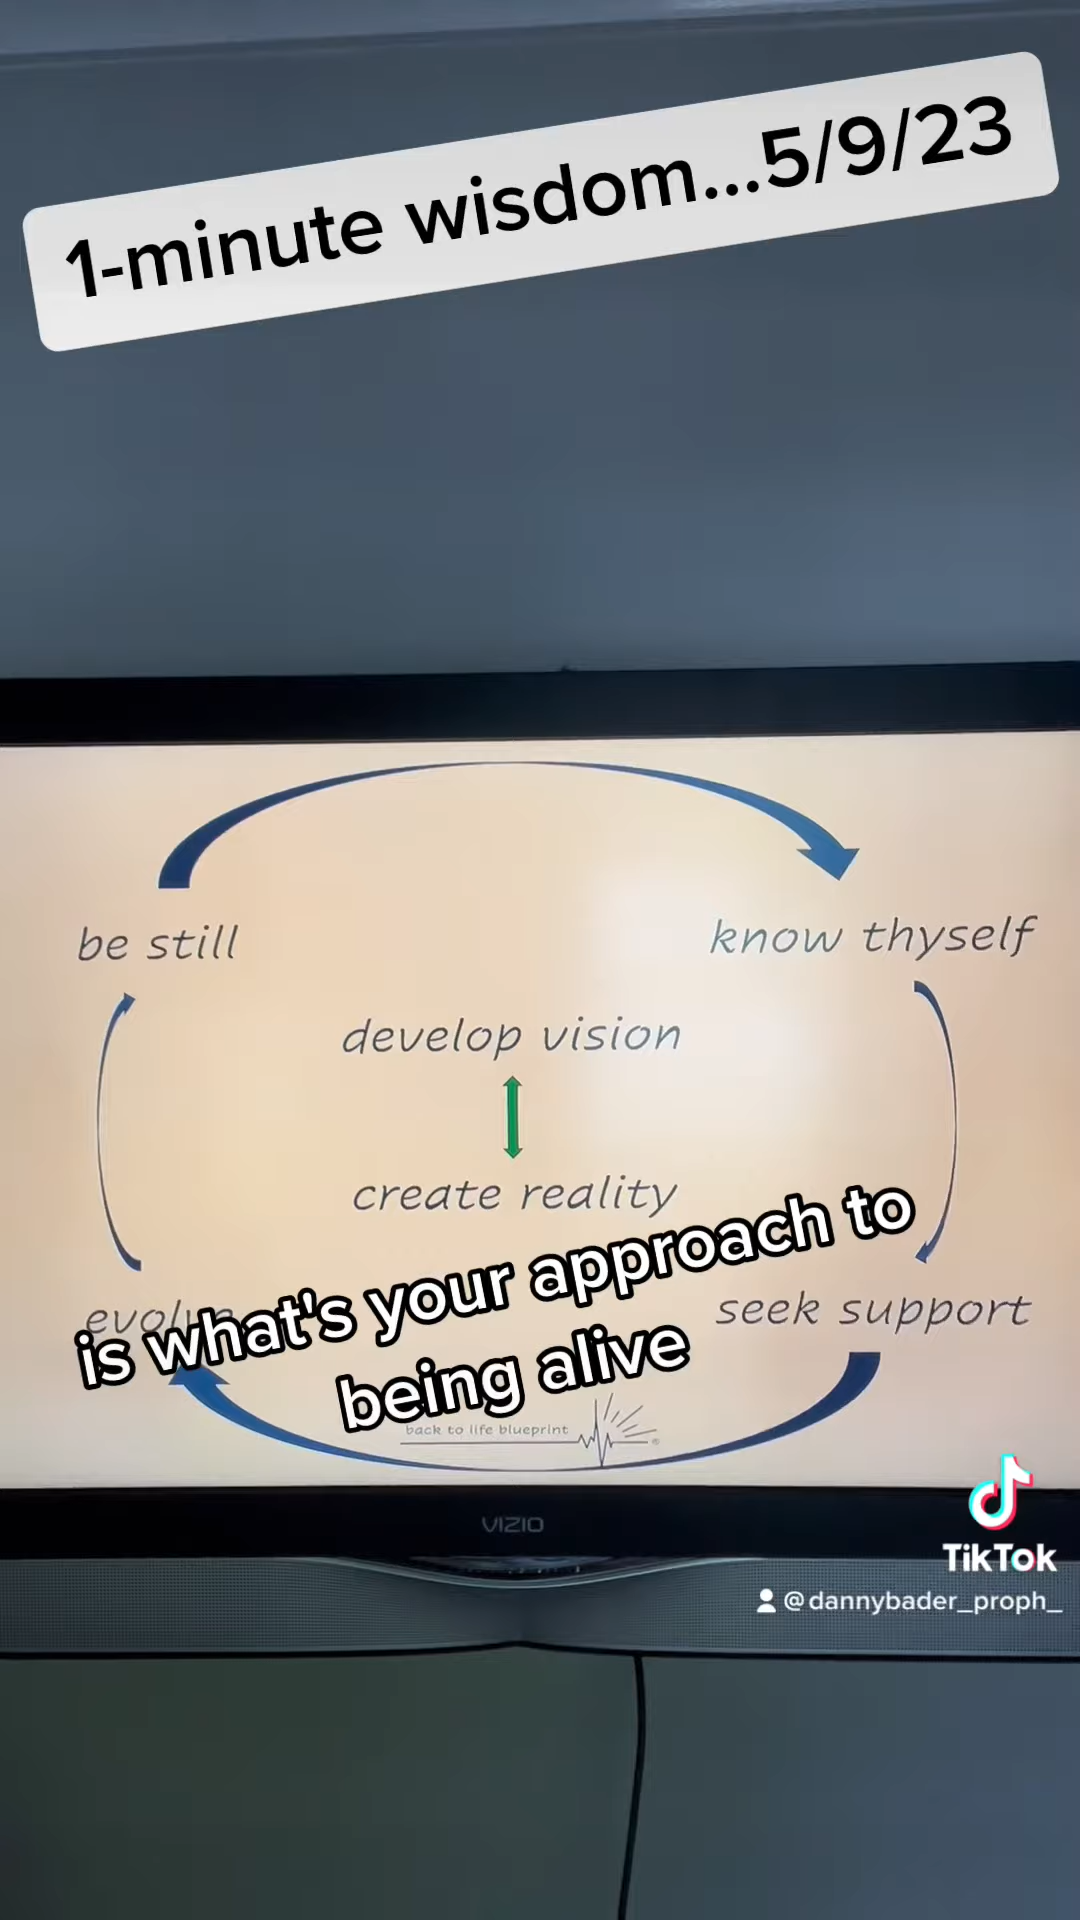 1-minute wisdom...5/9/23
be still
know thyself
develop vision
create reality
evolve
seek support
is what's your approach to
being alive
back to life blueprint
®
VIZIO
TikTok
@dannybader_proph_